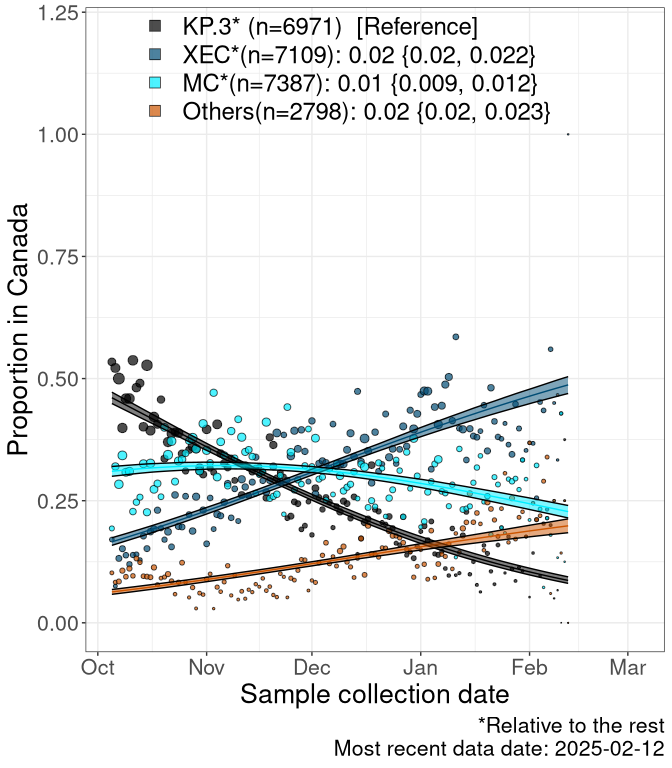 KP.3* (n=6971)  [Reference]
XEC*(n=7109): 0.02 {0.02, 0.022}
MC*(n=7387): 0.01 {0.009, 0.012}
Others(n=2798): 0.02 {0.02, 0.023}
Proportion in Canada
1.25
1.00
0.75
0.50
0.25
0.00
Oct Nov Dec Jan Feb Mar
Sample collection date
*Relative to the rest
Most recent data date: 2025-02-12